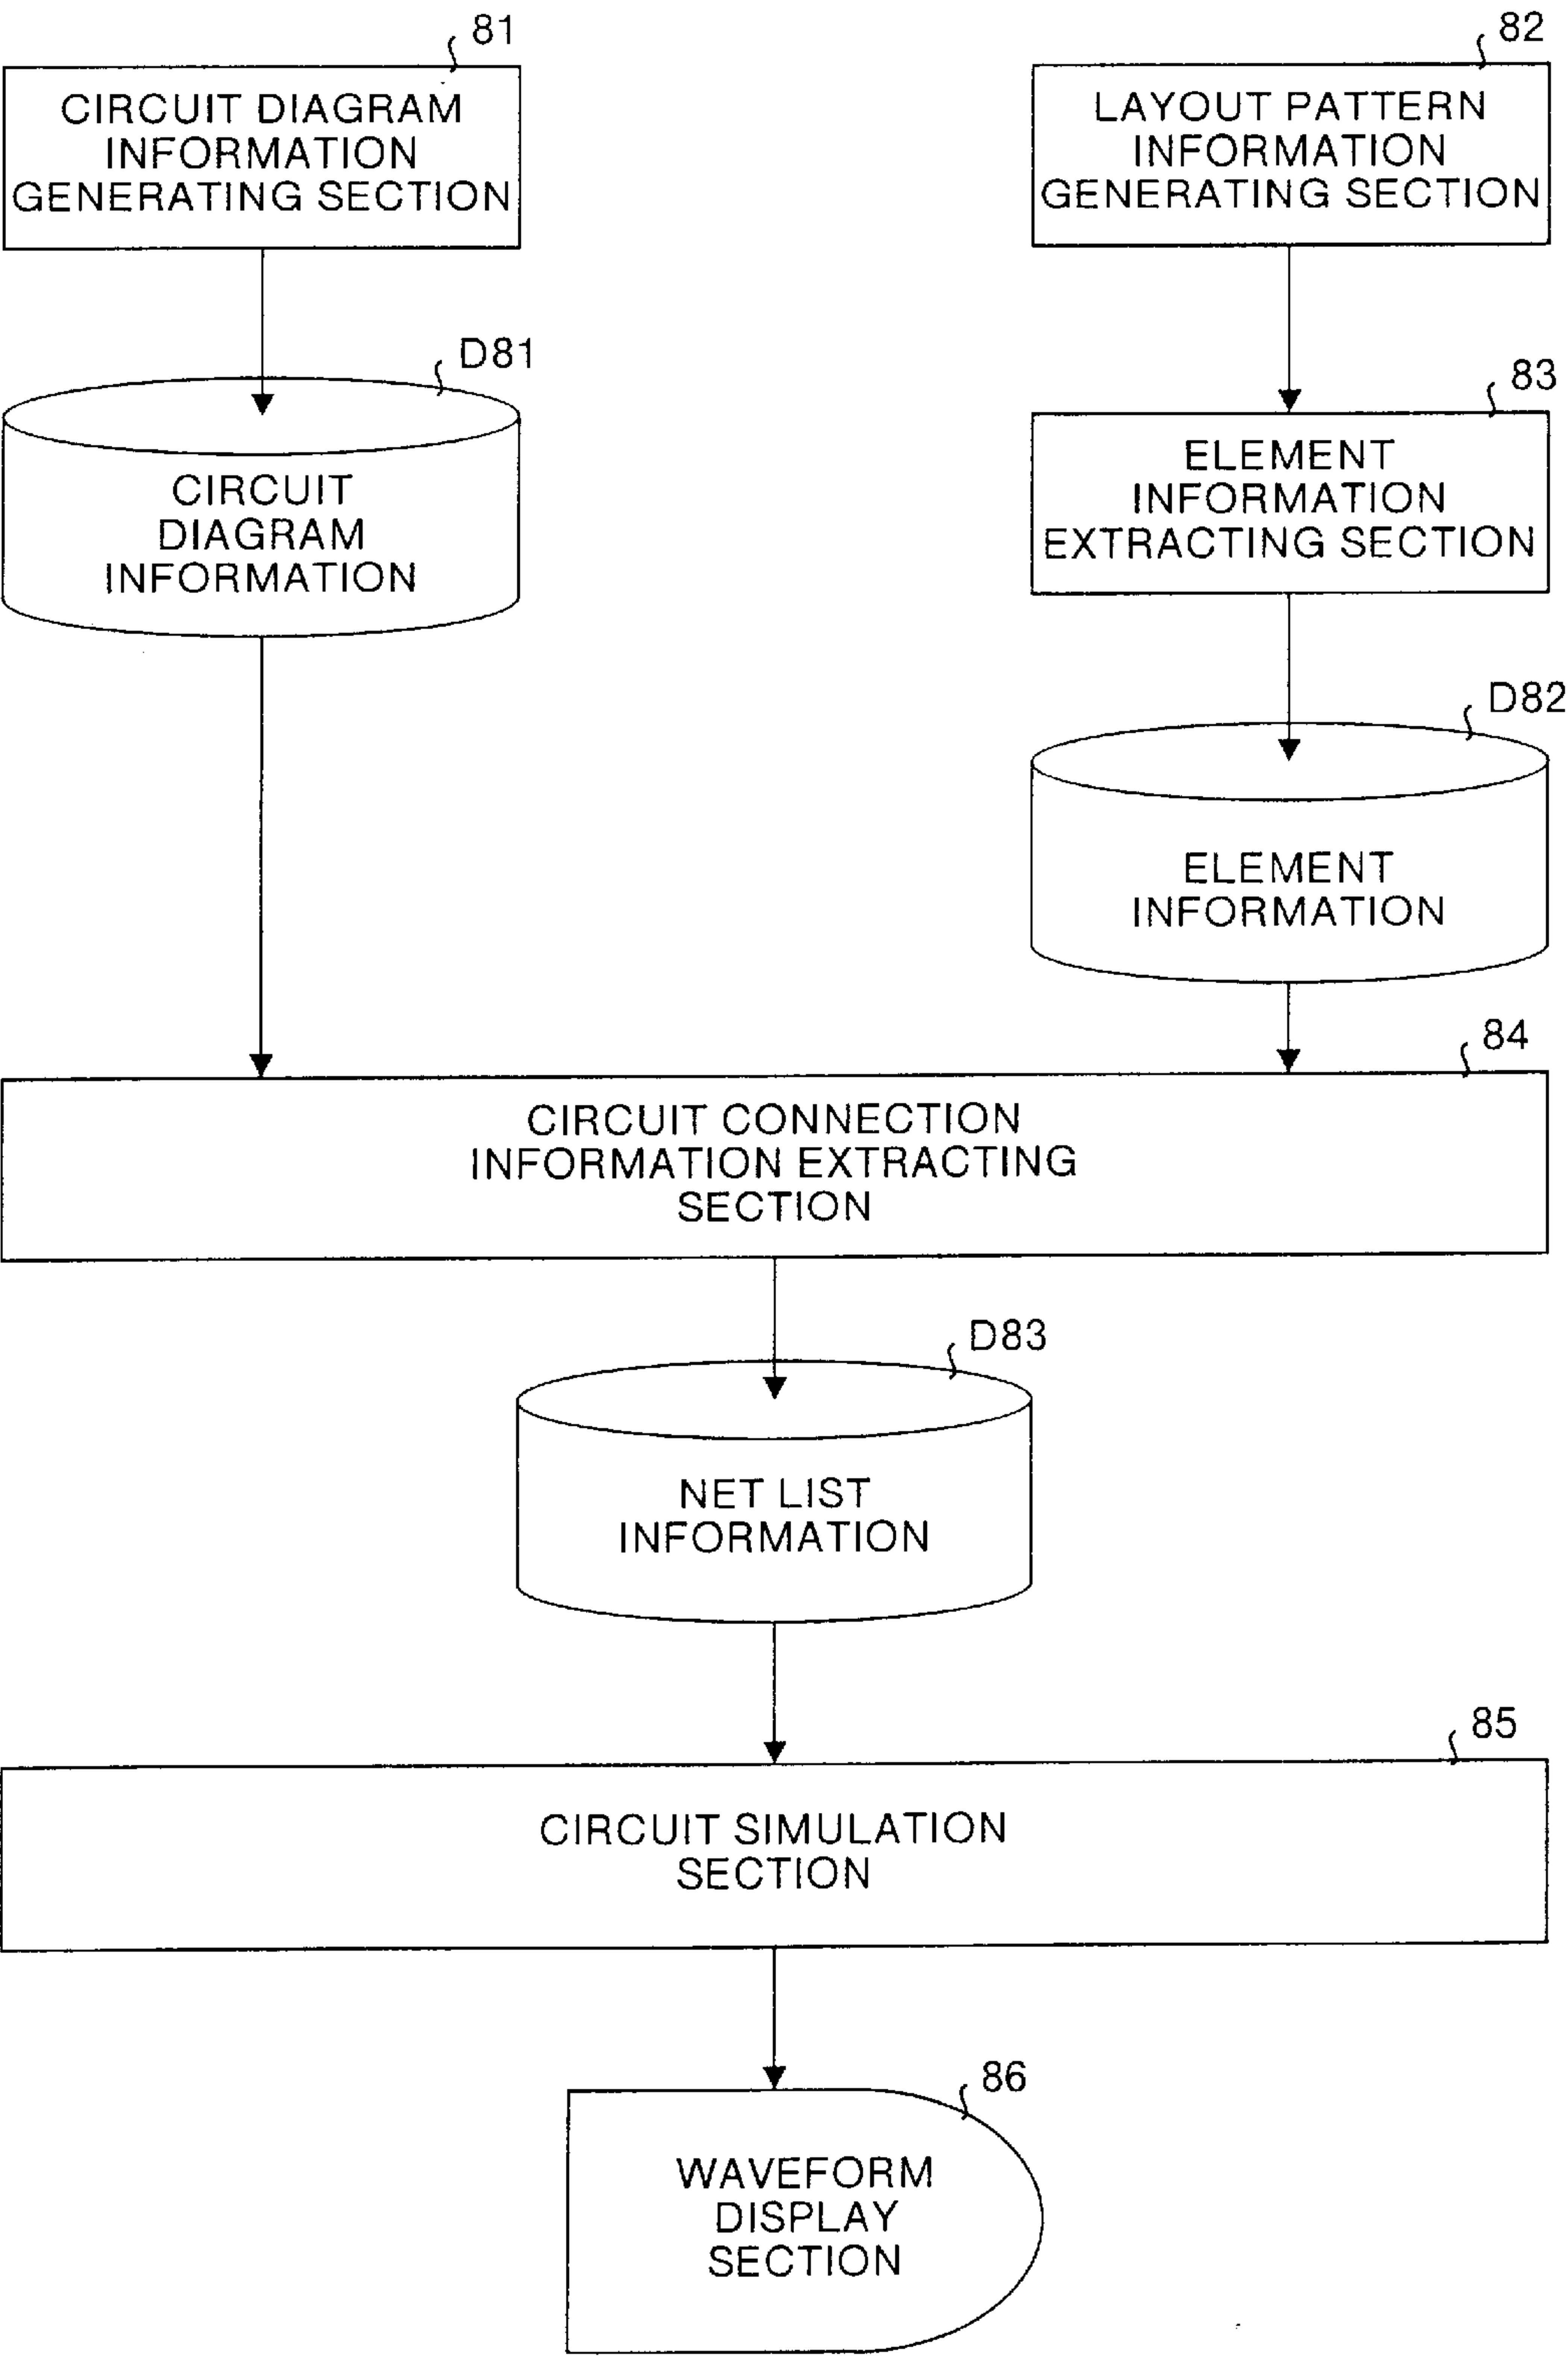 81
CIRCUIT DIAGRAM
INFORMATION
GENERATING SECTION
82
LAYOUT PATTERN
INFORMATION
GENERATING SECTION
D81
CIRCUIT
DIAGRAM
INFORMATION
83
ELEMENT
INFORMATION
EXTRACTING SECTION
D82
ELEMENT
INFORMATION
84
CIRCUIT CONNECTION
INFORMATION EXTRACTING
SECTION
D83
NET LIST
INFORMATION
85
CIRCUIT SIMULATION
SECTION
86
WAVEFORM
DISPLAY
SECTION